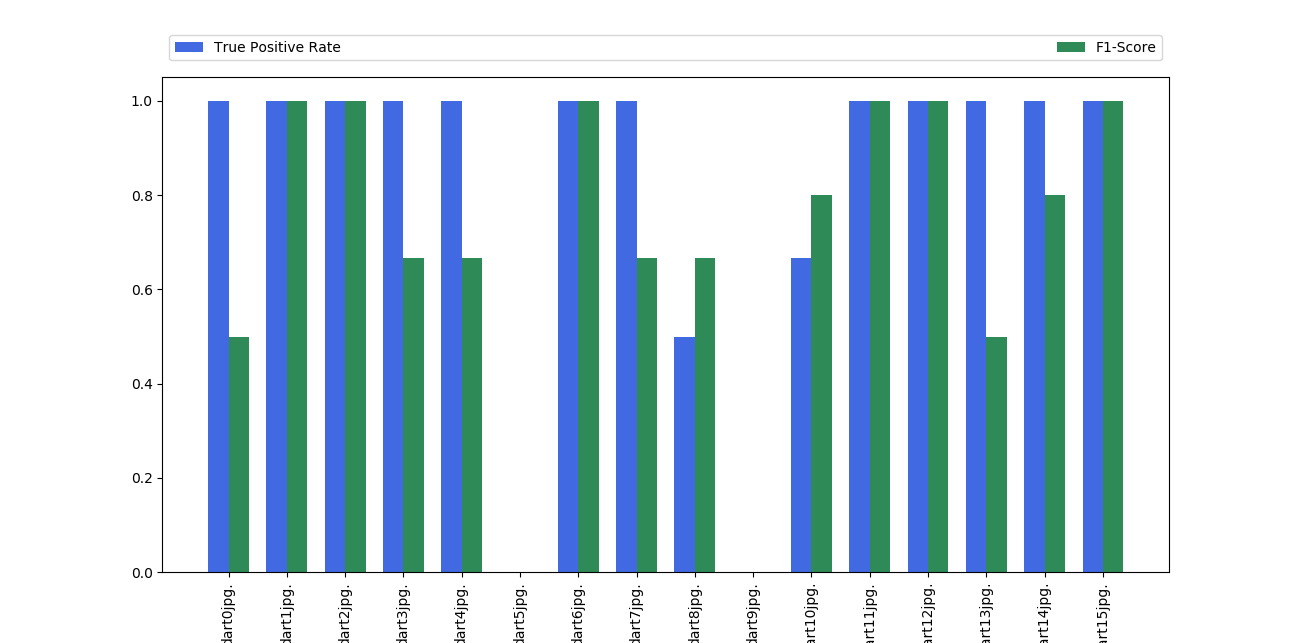 True Positive Rate F1-Score
1.0
0.8
0.6
0.4
0.2
0.0
dart0jpg.
dart1jpg.
dart2jpg.
dart3jpg.
dart4jpg.
dart5jpg.
dart6jpg.
dart7jpg.
dart8jpg.
dart9jpg.
art10jpg.
art11jpg.
art12jpg.
art13jpg.
art14jpg.
art15jpg.